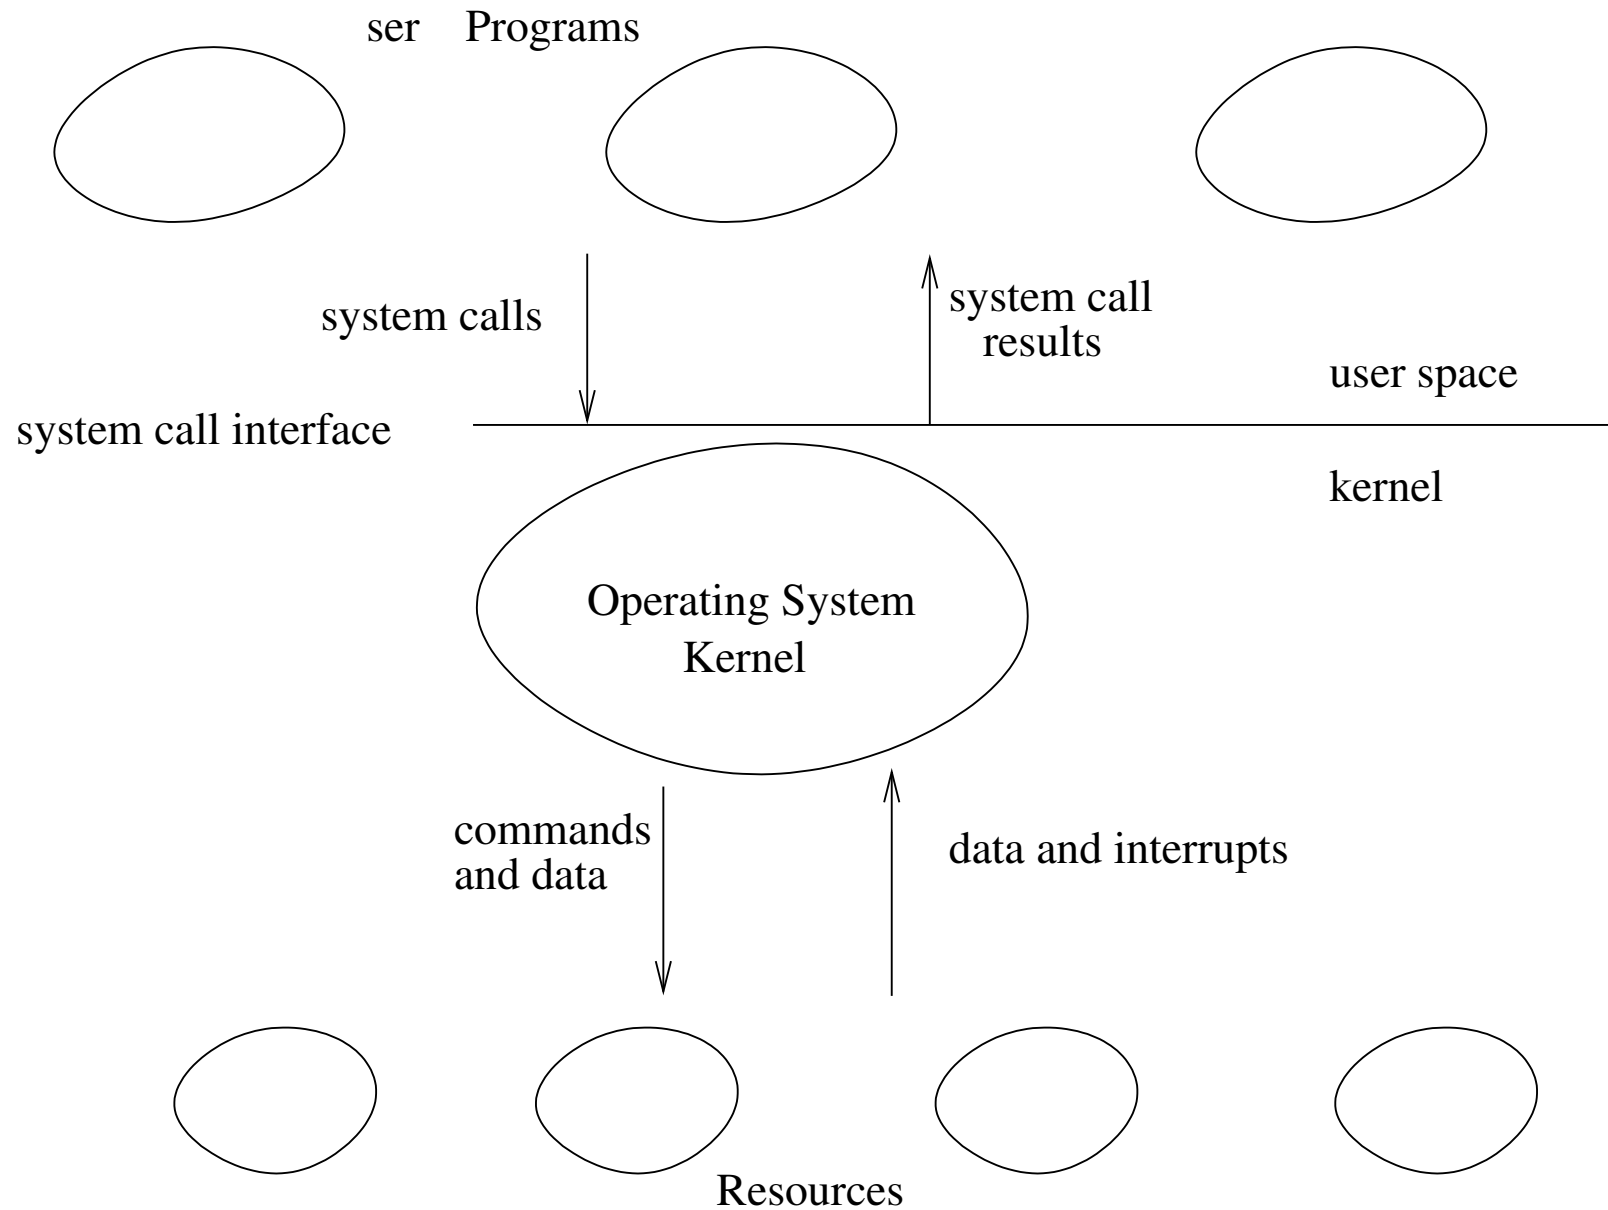 ser Programs
system calls
system call
results
user space
system call interface
kernel
Operating System
Kernel
commands
and data
data and interrupts
Resources